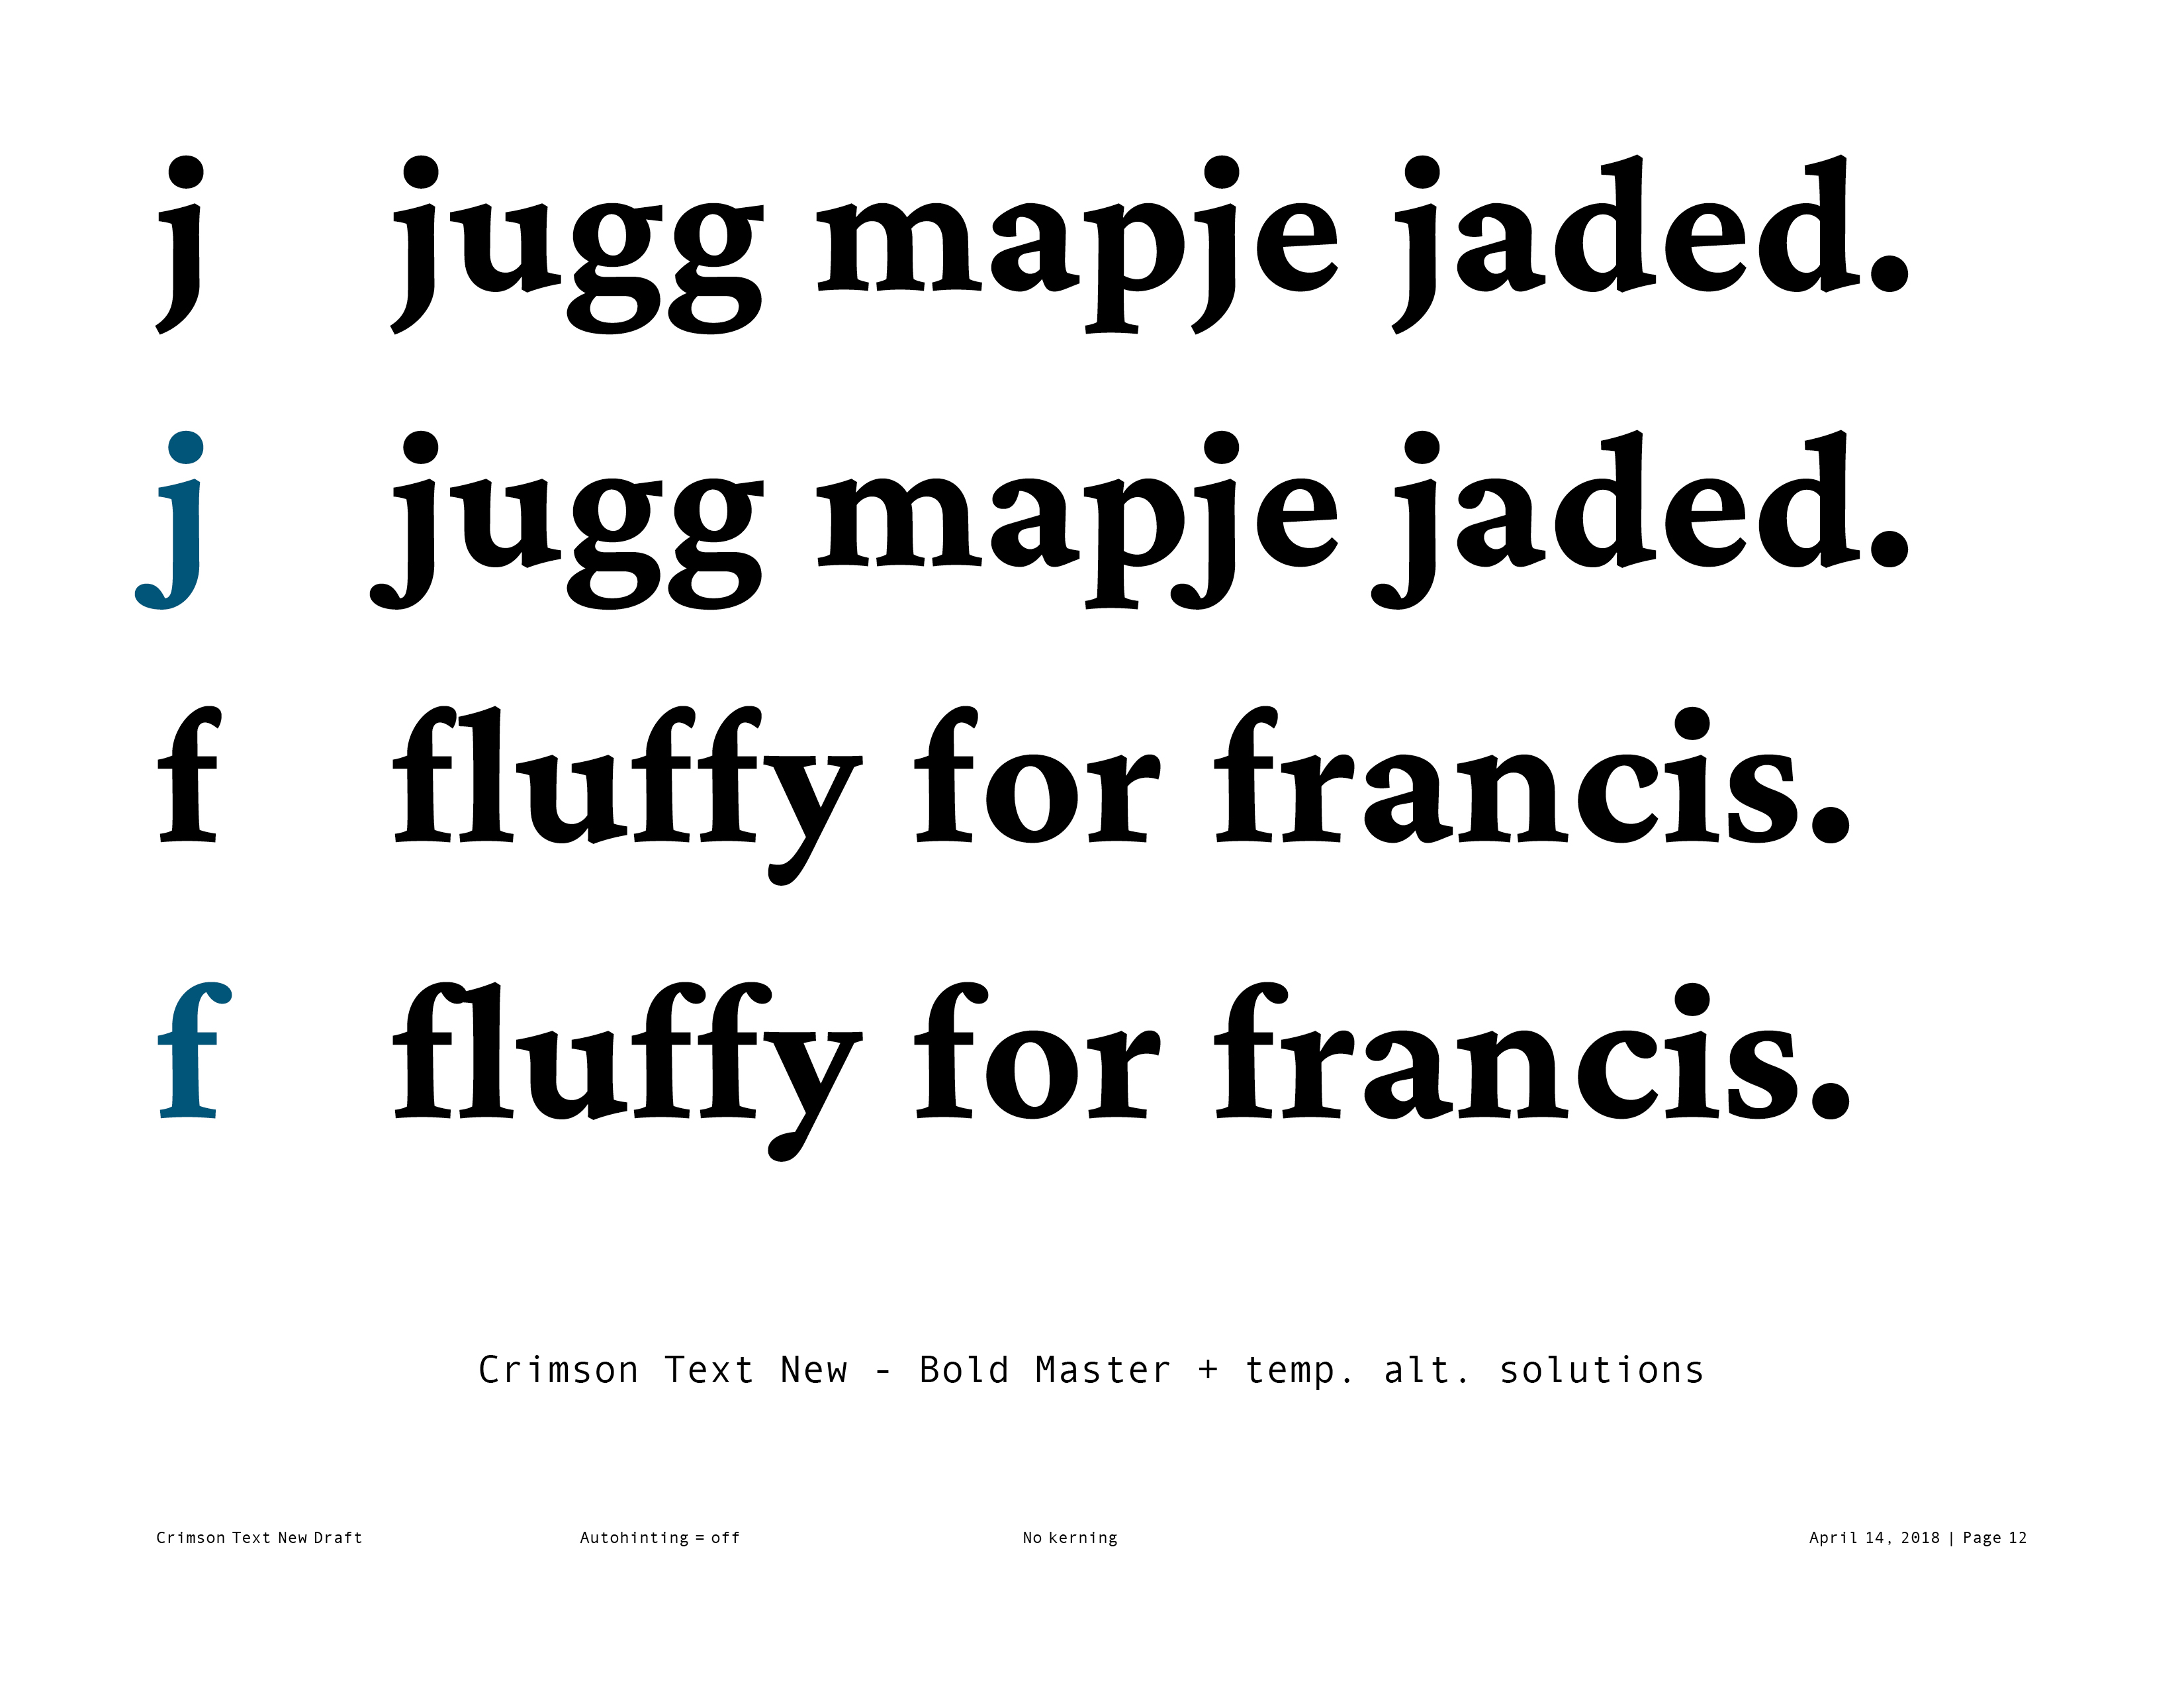 j jugg mapje jaded.
j jugg mapje jaded.
f fluffy for francis.
f fluffy for francis.
Crimson Text New - Bold Master + temp. alt. solutions
Crimson Text New Draft Autohinting = off No kerning April 14, 2018 | Page 12